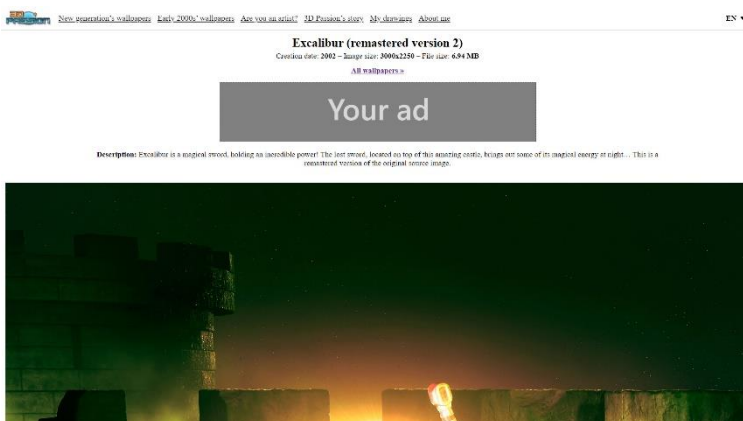 3D PASSION New generation's wallpapers Early 2000s' wallpapers Are you an artist? 3D Passion's story My drawings About me EN
Excalibur (remastered version 2)
Creation date: 2002 – Image size: 3000x2250 – File size: 6.94 MB
All wallpapers »
Your ad
Description: Excalibur is a magical sword, holding an incredible power! The lost sword, located on top of this amazing castle, brings out some of its magical energy at night… This is a
remastered version of the original source image.